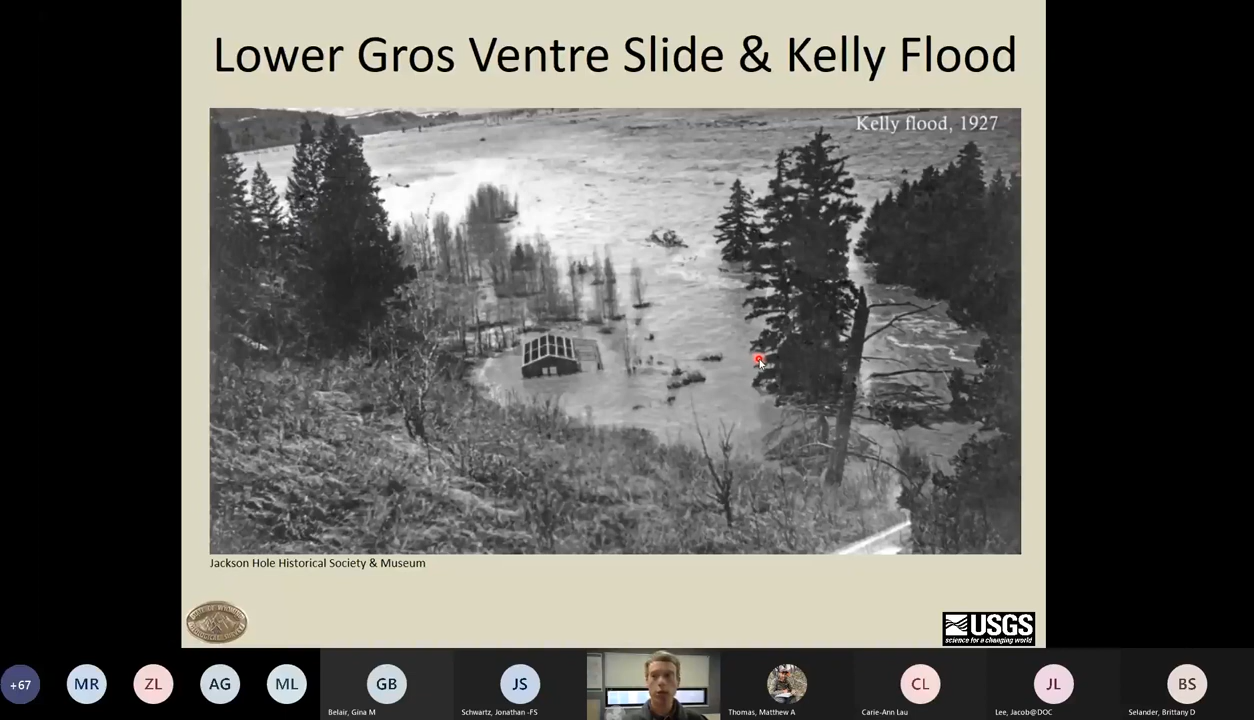 Lower Gros Ventre Slide & Kelly Flood
Kelly flood, 1927
Jackson Hole Historical Society & Museum
USGS
science for a changing world
+67
MR
ZL
AG
ML
GB
Belair, Gina M
JS
Schwartz, Jonathan -FS
Thomas, Matthew A
CL
Carie-Ann Lau
JL
Lee, Jacob@DOC
BS
Selander, Brittany D